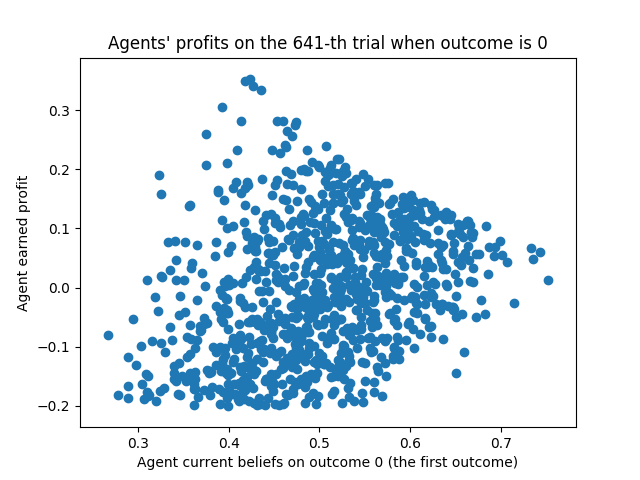 Agents' profits on the 641-th trial when outcome is 0
0.3
0.2
0.1
0.0
−0.1
−0.2
Agent earned profit
0.3 0.4 0.5 0.6 0.7
Agent current beliefs on outcome 0 (the first outcome)